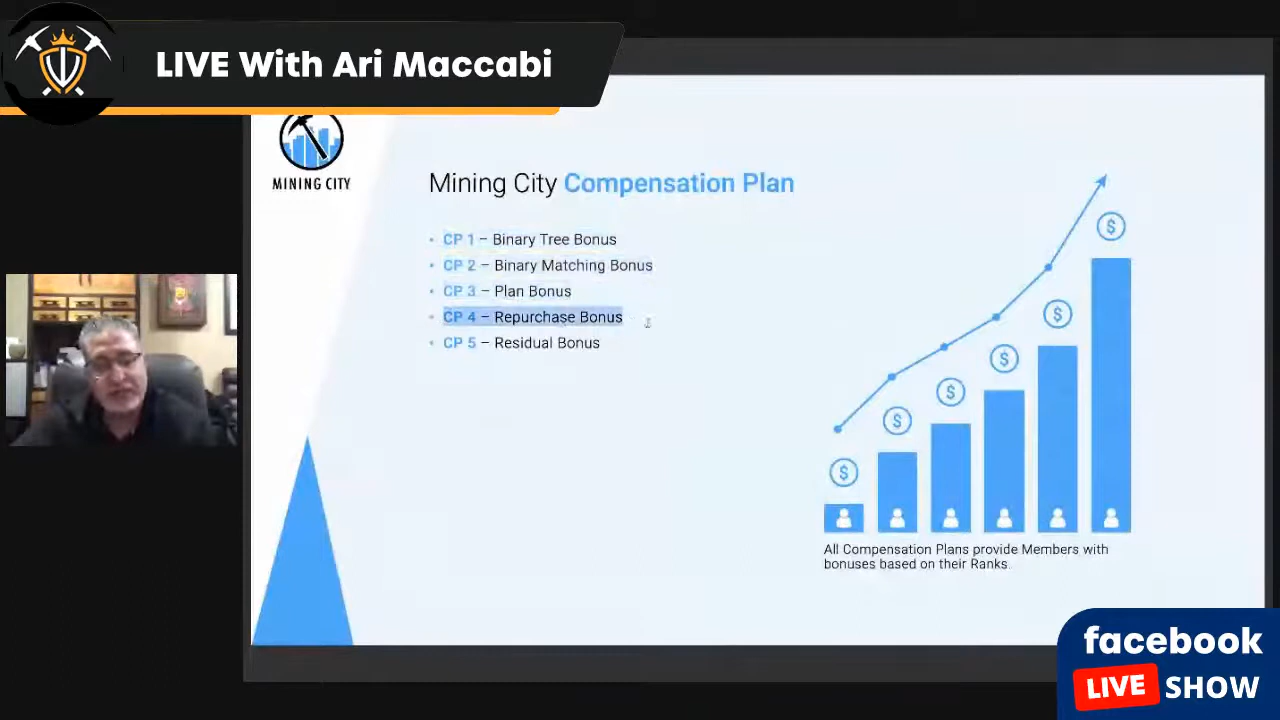 LIVE With Ari Maccabi
MINING CITY
Mining City Compensation Plan
• CP 1 – Binary Tree Bonus
• CP 2 – Binary Matching Bonus
• CP 3 – Plan Bonus
• CP 4 – Repurchase Bonus
• CP 5 – Residual Bonus
$
$
$
$
$
$
All Compensation Plans provide Members with
bonuses based on their Ranks.
facebook
LIVE SHOW